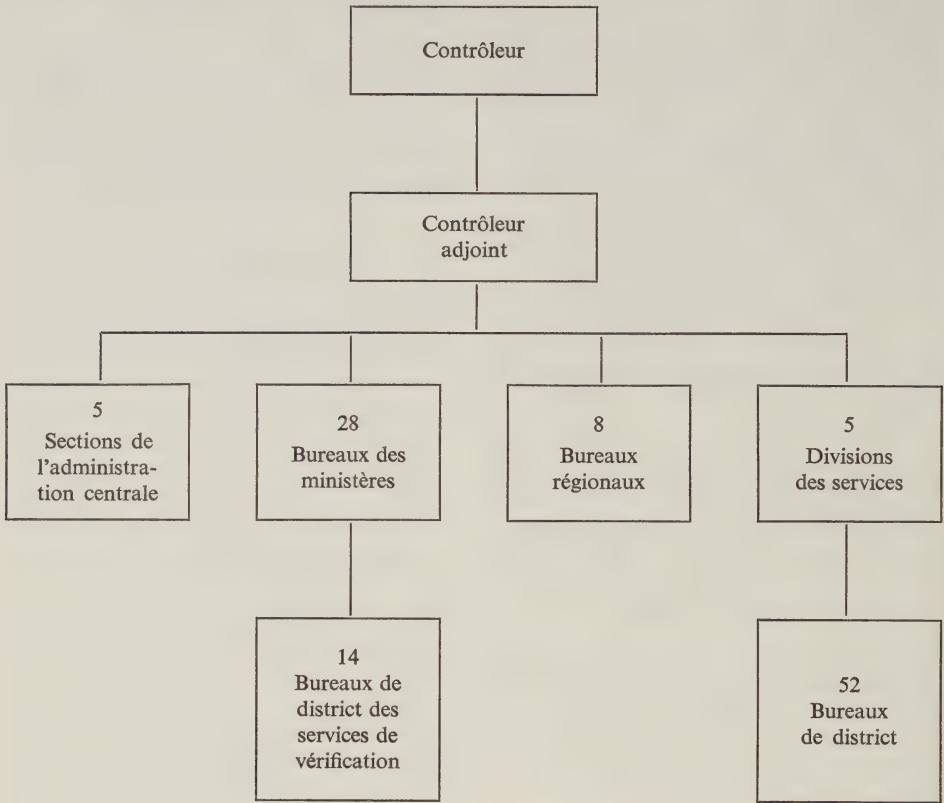 Contrôleur
Contrôleur
adjoint
5
Sections de
l'administra-
tion centrale
28
Bureaux des
ministères
8
Bureaux
régionaux
5
Divisions
des services
14
Bureaux de
district des
services de
vérification
52
Bureaux
de district